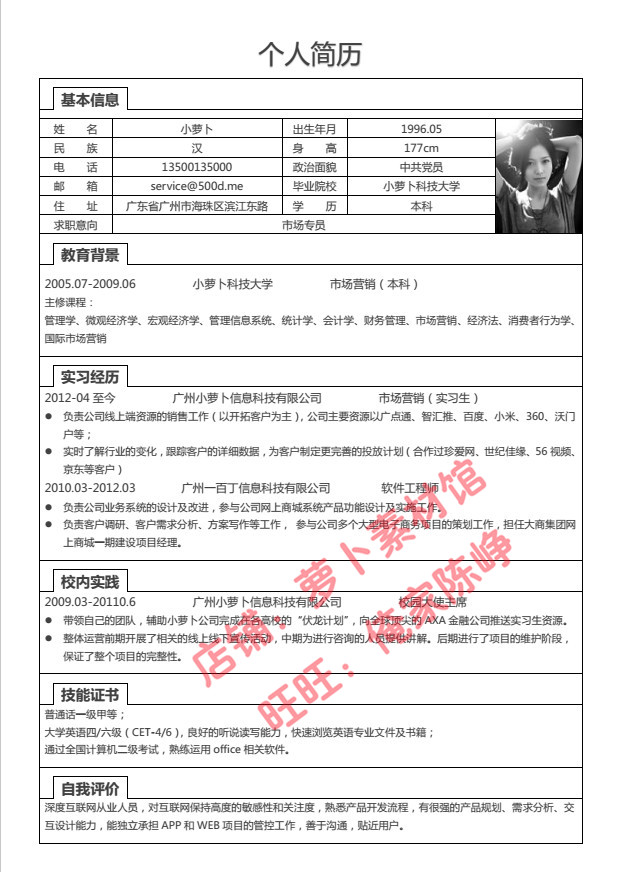 个人简历
基本信息
姓 名 小萝卜 出生年月 1996.05
民 族 汉 身 高 177cm
电 话 13500135000 政治面貌 中共党员
邮 箱 service@500d.me 毕业院校 小萝卜科技大学
住 址 广东省广州市海珠区滨江东路 学 历 本科
求职意向 市场专员
教育背景
2005.07-2009.06 小萝卜科技大学 市场营销（本科）
主修课程：
管理学、微观经济学、宏观经济学、管理信息系统、统计学、会计学、财务管理、市场营销、经济法、消费者行为学、
国际市场营销
实习经历
2012-04 至今 广州小萝卜信息科技有限公司 市场营销（实习生）
● 负责公司线上端资源的销售工作（以开拓客户为主），公司主要资源以广点通、智汇推、百度、小米、360、沃门
户等；
● 实时了解行业的变化，跟踪客户的详细数据，为客户制定更完善的投放计划（合作过珍爱网、世纪佳缘、56 视频、
京东等客户）
2010.03-2012.03 广州一百丁信息科技有限公司 软件工程师
● 负责公司业务系统的设计及改进，参与公司网上商城系统产品功能设计及实施工作。
● 负责客户调研、客户需求分析、方案写作等工作， 参与公司多个大型电子商务项目的策划工作，担任大商集团网
上商城一期建设项目经理。
校内实践
2009.03-20110.6 广州小萝卜信息科技有限公司 校园大使主席
● 带领自己的团队，辅助小萝卜公司完成在各高校的“伏龙计划”，向全球顶尖的 AXA 金融公司推送实习生资源。
● 整体运营前期开展了相关的线上线下宣传活动，中期为进行咨询的人员提供讲解。后期进行了项目的维护阶段，
保证了整个项目的完整性。
技能证书
普通话一级甲等；
大学英语四/六级（CET-4/6），良好的听说读写能力，快速浏览英语专业文件及书籍；
通过全国计算机二级考试，熟练运用 office 相关软件。
自我评价
深度互联网从业人员，对互联网保持高度的敏感性和关注度，熟悉产品开发流程，有很强的产品规划、需求分析、交
互设计能力，能独立承担 APP 和 WEB 项目的管控工作，善于沟通，贴近用户。
店铺：萝卜素材馆
旺旺：俺家陈峥